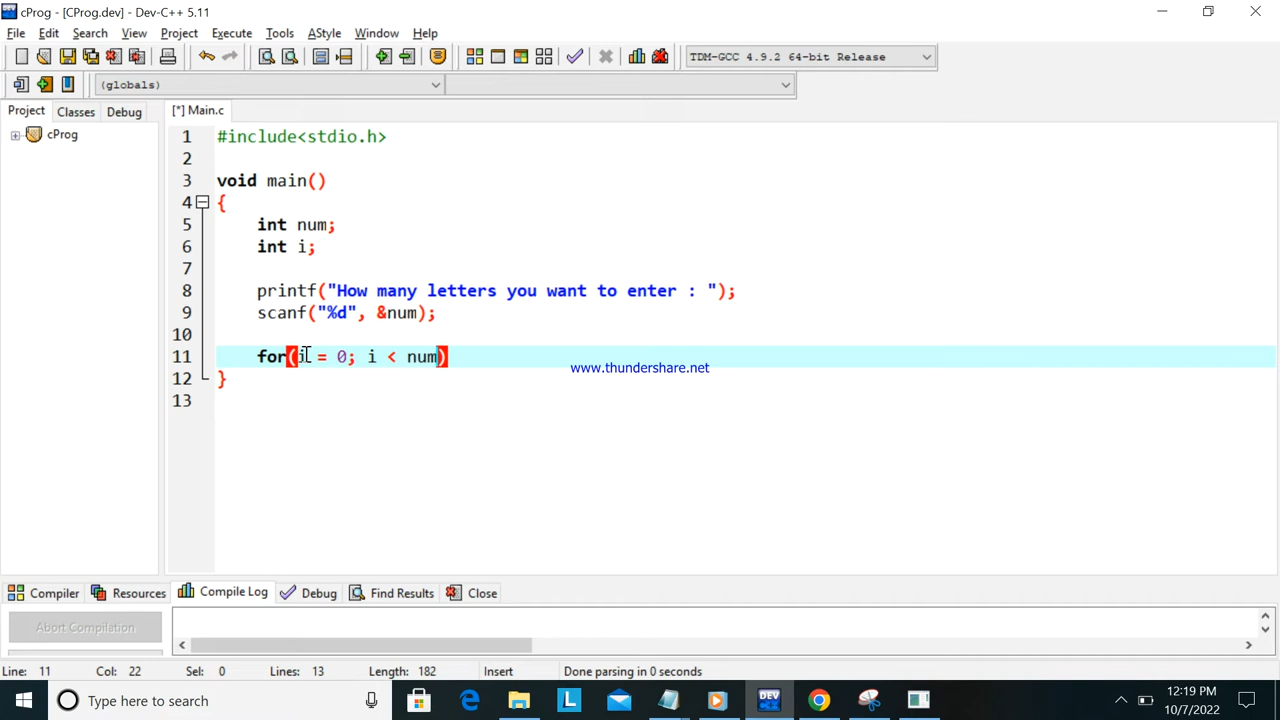 cProg - [CProg.dev] - Dev-C++ 5.11
File Edit Search View Project Execute Tools AStyle Window Help
TDM-GCC 4.9.2 64-bit Release
(globals)
Project Classes Debug
[*] Main.c
cProg
1 #include<stdio.h>
2
3 void main()
4 {
5 int num;
6 int i;
7
8 printf("How many letters you want to enter : ");
9 scanf("%d", &num);
10
11 for(i = 0; i < num)
www.thundershare.net
12 }
13
Compiler Resources Compile Log Debug Find Results Close
Abort Compilation
Line: 11 Col: 22 Sel: 0 Lines: 13 Length: 182 Insert Done parsing in 0 seconds
Type here to search
DEV
12:19 PM
10/7/2022